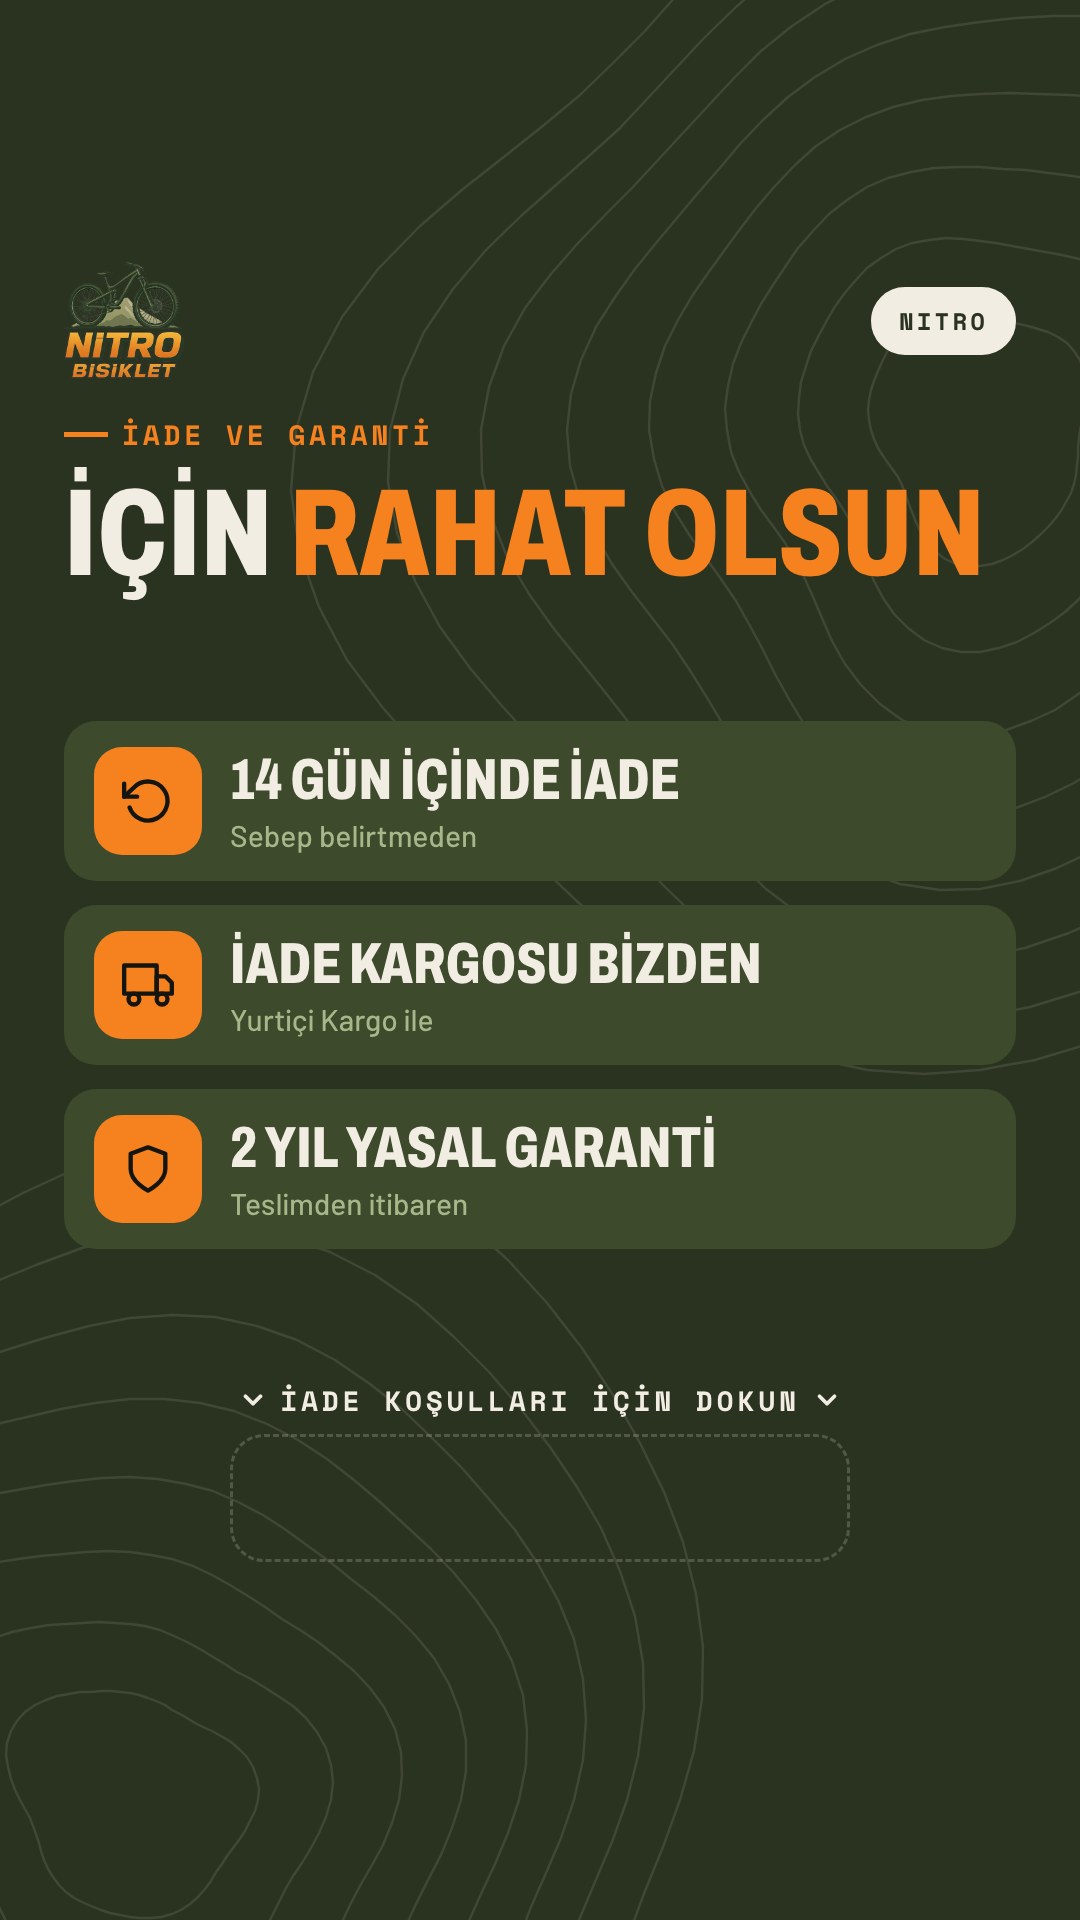 NiTRO
BiSiKLET
NITRO
İADE VE GARANTİ
İÇİN RAHAT OLSUN
14 GÜN İÇİNDE İADE
Sebep belirtmeden
İADE KARGOSU BİZDEN
Yurtiçi Kargo ile
2 YIL YASAL GARANTİ
Teslimden itibaren
İADE KOŞULLARI İÇİN DOKUN